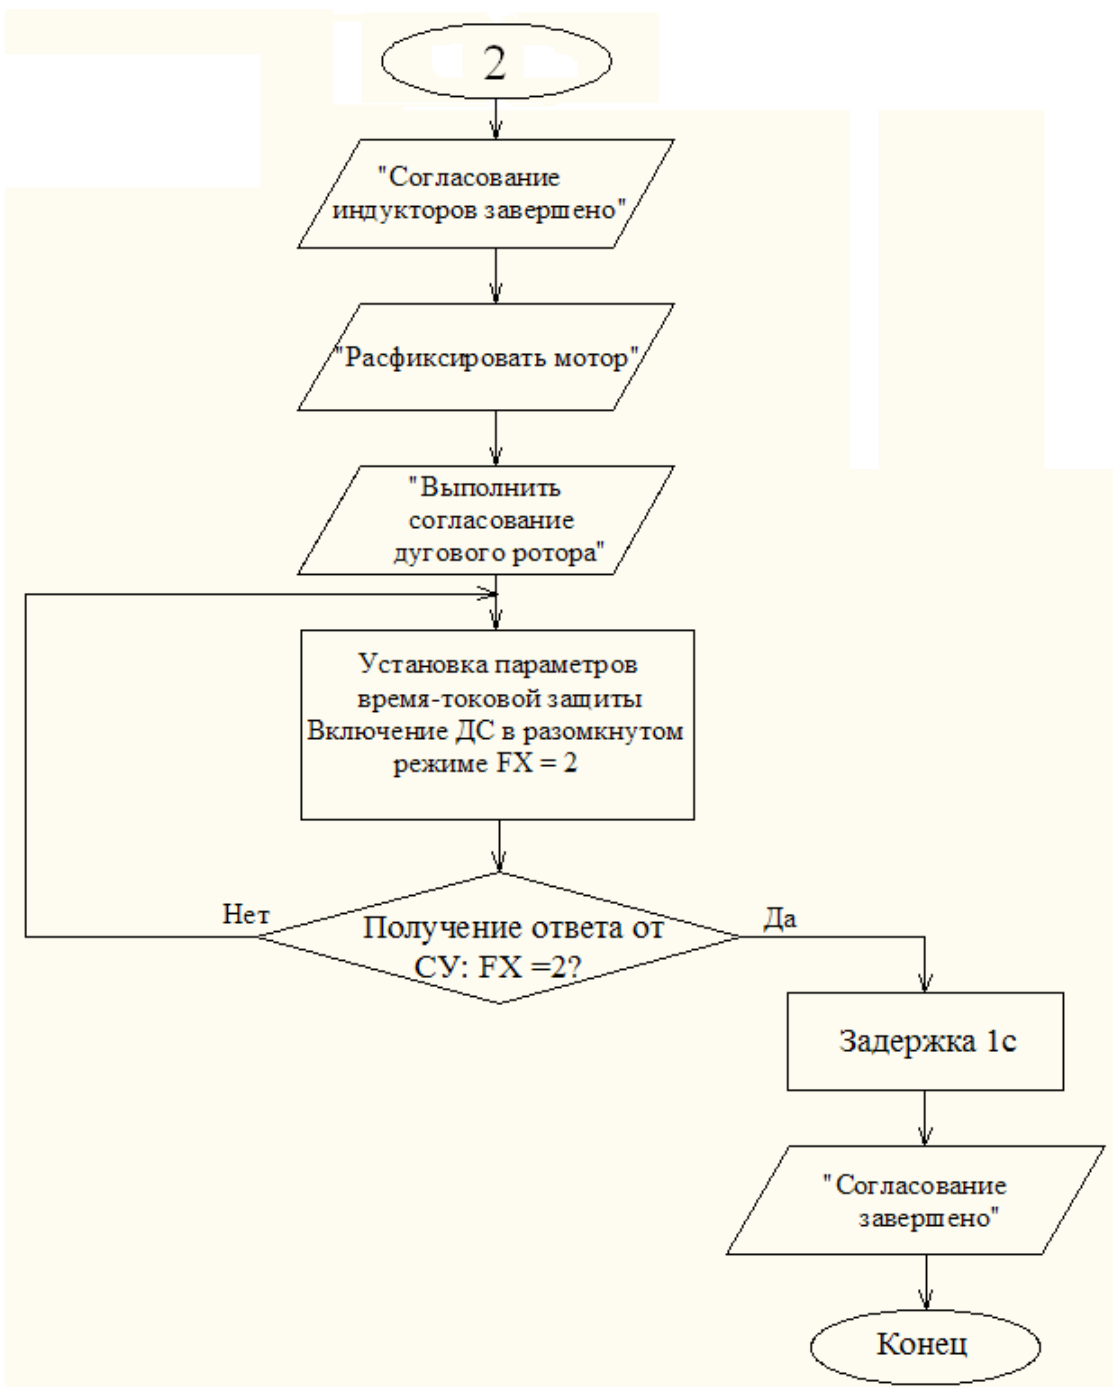 2
"Согласование
индукторов завершено"
"Расфиксировать мотор"
"Выполнить
согласование
дугового ротора"
Установка параметров
время-токовой защиты
Включение ДС в разомкнутом
режиме FX = 2
Нет
Получение ответа от
СУ: FX =2?
Да
Задержка 1с
"Согласование
завершено"
Конец